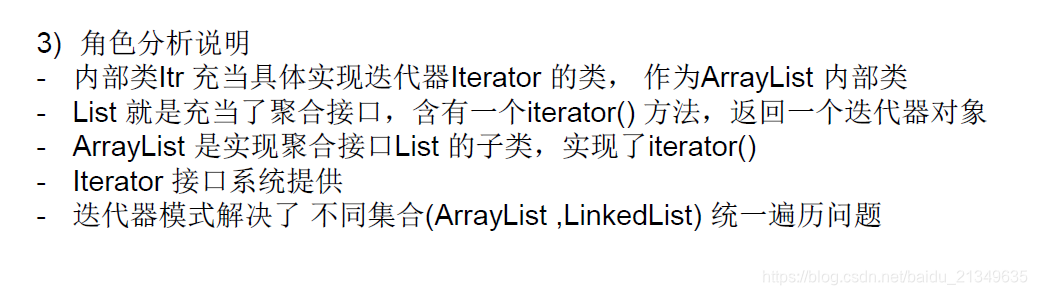 3) 角色分析说明
- 内部类Itr 充当具体实现迭代器Iterator 的类， 作为ArrayList 内部类
- List 就是充当了聚合接口，含有一个iterator() 方法，返回一个迭代器对象
- ArrayList 是实现聚合接口List 的子类，实现了iterator()
- Iterator 接口系统提供
- 迭代器模式解决了 不同集合(ArrayList ,LinkedList) 统一遍历问题
https://blog.csdn.net/baidu_21349635